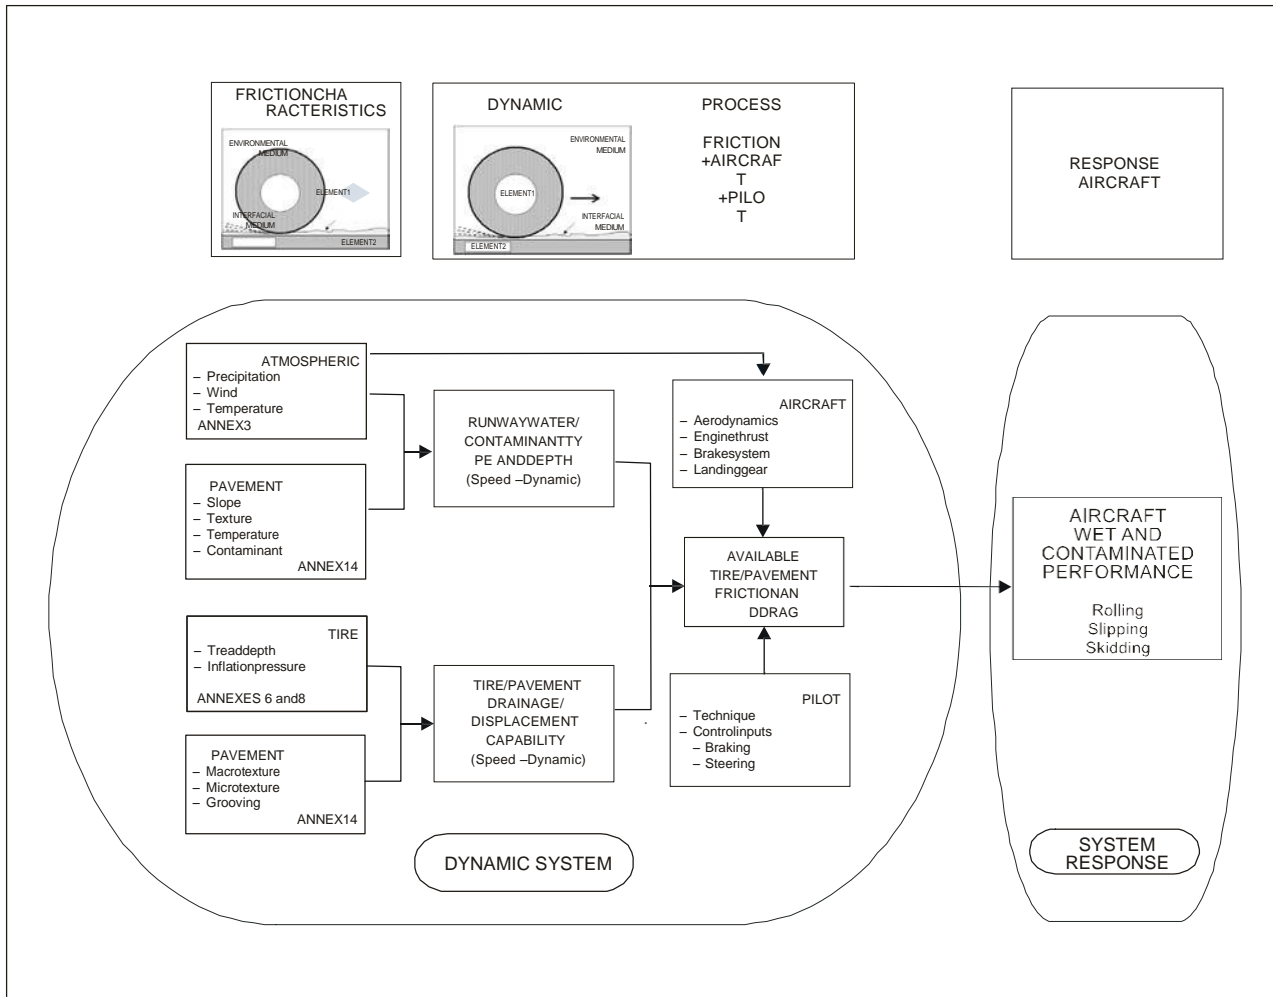 FRICTIONCHA
RACTERISTICS
ENVIRONMENTAL
MEDIUM
ELEMENT1
INTERFACIAL
MEDIUM
ELEMENT2
DYNAMIC
PROCESS
ENVIRONMENTAL
MEDIUM
ELEMENT1
INTERFACIAL
MEDIUM
ELEMENT2
FRICTION
+AIRCRAF
T
+PILO
T
RESPONSE
AIRCRAFT
ATMOSPHERIC
– Precipitation
– Wind
– Temperature
ANNEX3
PAVEMENT
– Slope
– Texture
– Temperature
– Contaminant
ANNEX14
TIRE
– Treaddepth
– Inflationpressure
ANNEXES 6 and8
PAVEMENT
– Macrotexture
– Microtexture
– Grooving
ANNEX14
RUNWAYWATER/
CONTAMINANTTY
PE ANDDEPTH
(Speed –Dynamic)
TIRE/PAVEMENT
DRAINAGE/
DISPLACEMENT
CAPABILITY
(Speed –Dynamic)
AIRCRAFT
– Aerodynamics
– Enginethrust
– Brakesystem
– Landinggear
AVAILABLE
TIRE/PAVEMENT
FRICTIONAN
DDRAG
PILOT
– Technique
– Controlinputs
– Braking
– Steering
DYNAMIC SYSTEM
AIRCRAFT
WET AND
CONTAMINATED
PERFORMANCE
Rolling
Slipping
Skidding
SYSTEM
RESPONSE